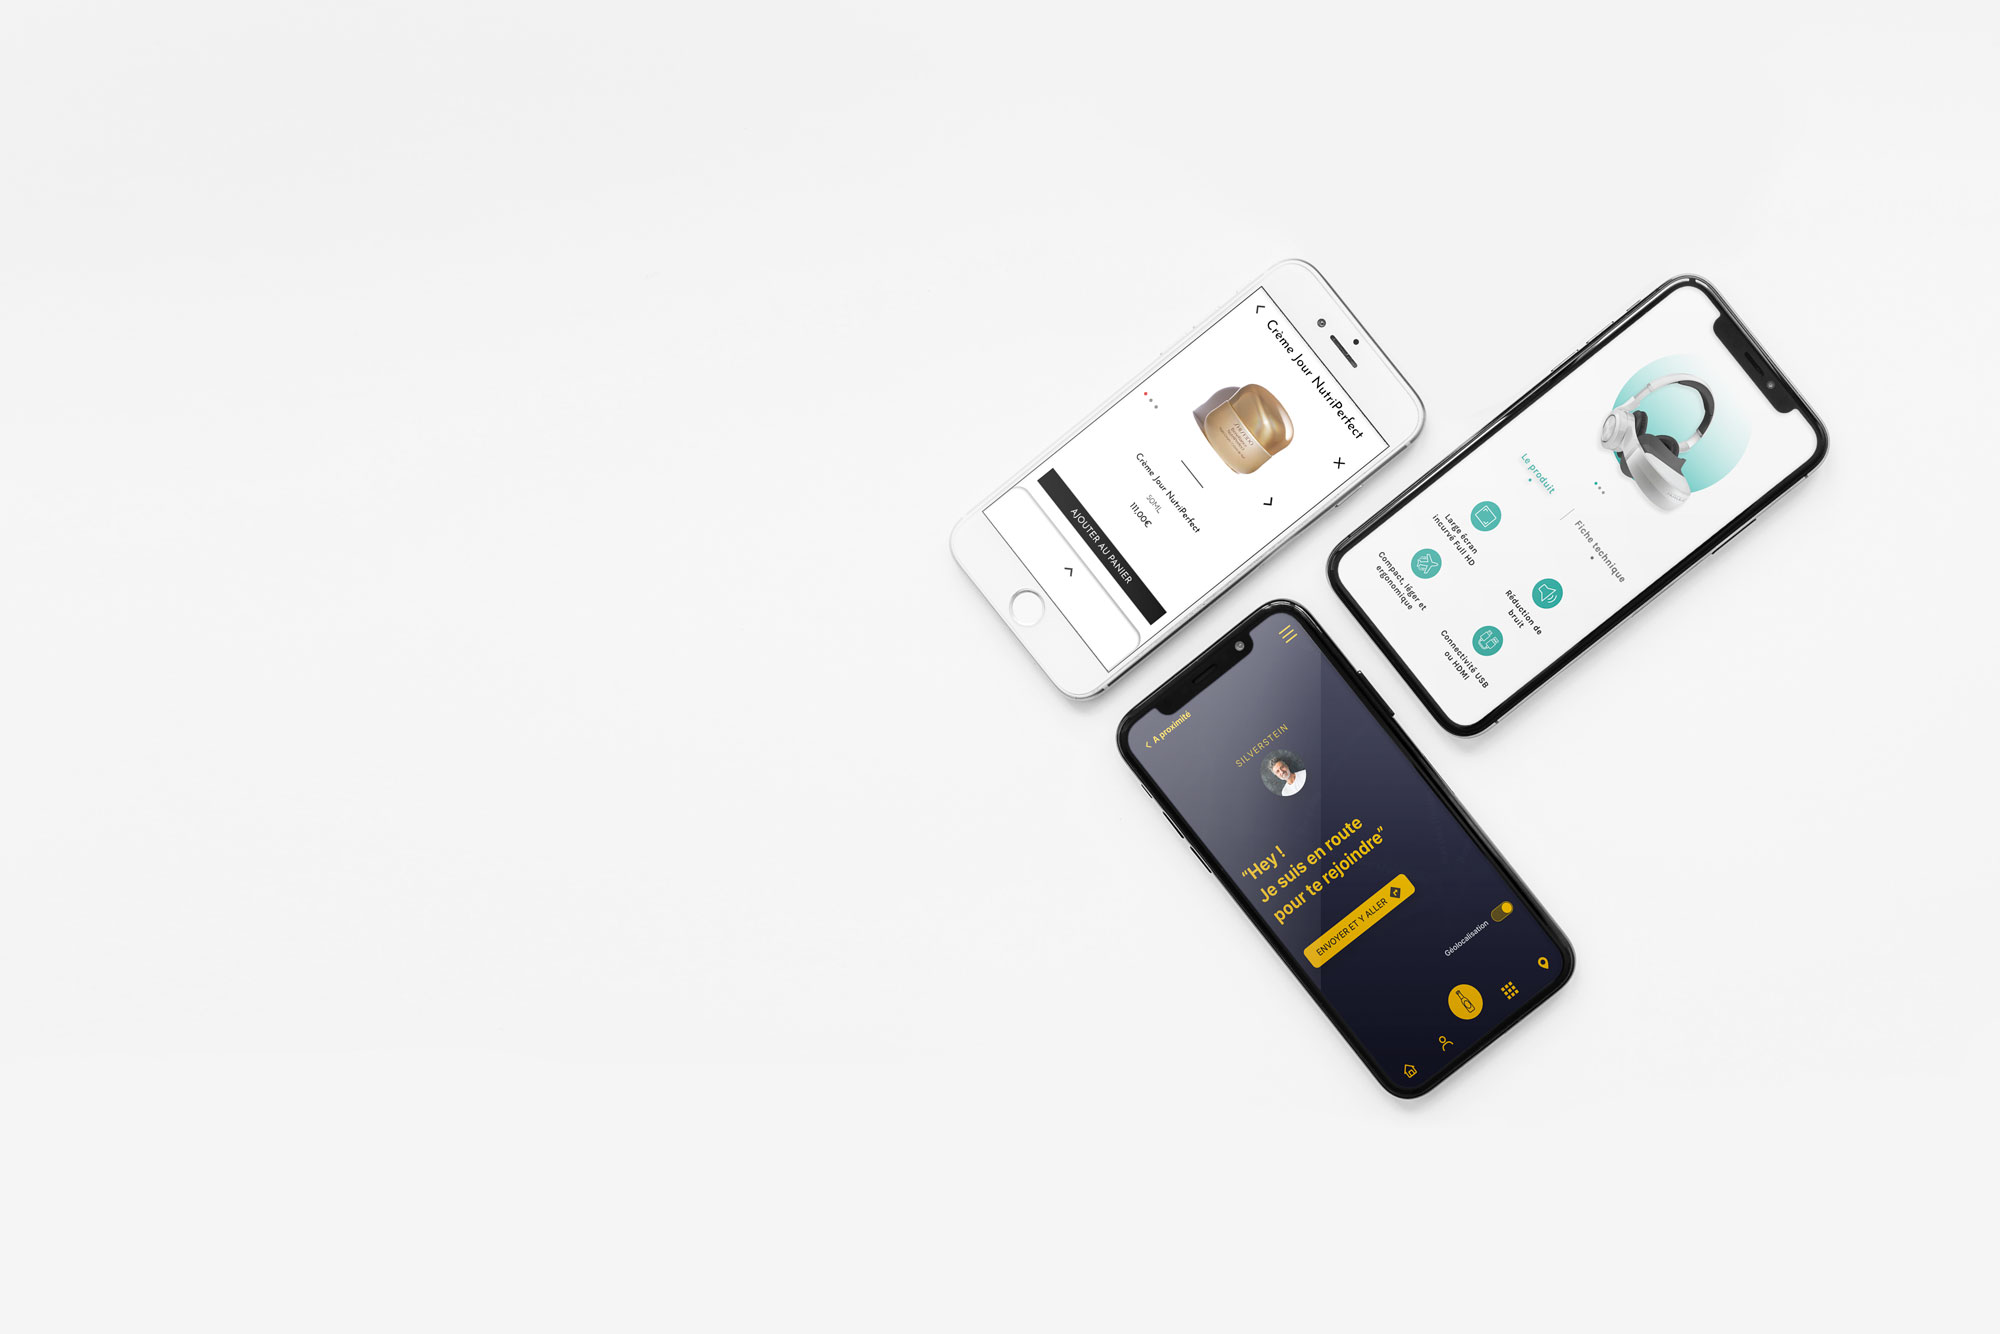 Crème Jour NutriPerfect
SHISEIDO
Crème Jour NutriPerfect
50ML
111,00€
AJOUTER AU PANIER
Le produit
Fiche technique
Large écran
incurvé Full HD
Réduction de
bruit
Compact, léger et
ergonomique
Connectivité USB
ou HDMI
A proximité
SILVERSTEIN
“Hey !
Je suis en route
pour te rejoindre”
ENVOYER ET Y ALLER
Géolocalisation